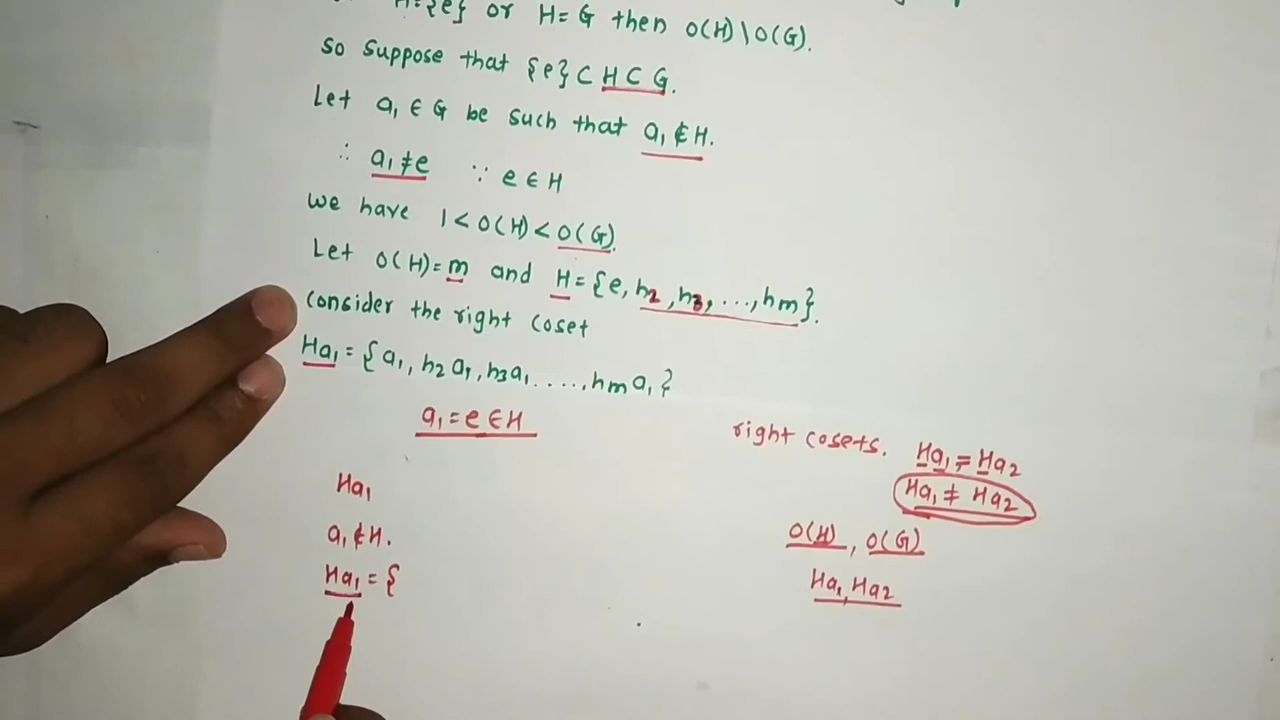 H={e} or H=G then O(H)\O(G).
So suppose that {e}⊂H⊂G.
Let a₁∈G be such that a₁∉H.
∴ a₁≠e ∵ e∈H
We have 1<O(H)<O(G).
Let O(H)=m and H={e,h₂,h₃,...,hm}.
Consider the right coset
Ha₁={a₁,h₂a₁,h₃a₁.....,hma₁}
a₁=e∈H
right cosets. Ha₁=Ha₂
Ha₁≠Ha₂
Ha₁
a₁∉H.
Ha₁={
O(H),O(G)
Ha₁,Ha₂